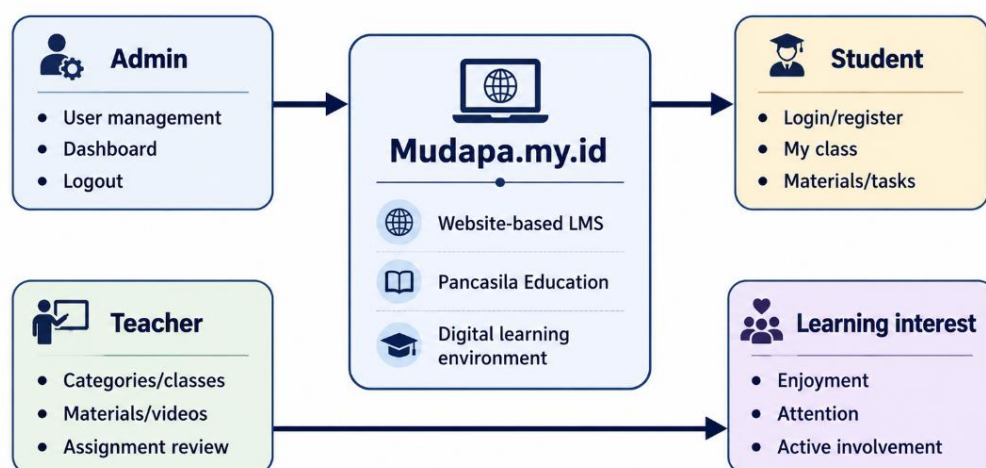 Admin
• User management
• Dashboard
• Logout
Mudapa.my.id
Website-based LMS
Pancasila Education
Digital learning
environment
Student
• Login/register
• My class
• Materials/tasks
Teacher
• Categories/classes
• Materials/videos
• Assignment review
Learning interest
• Enjoyment
• Attention
• Active involvement